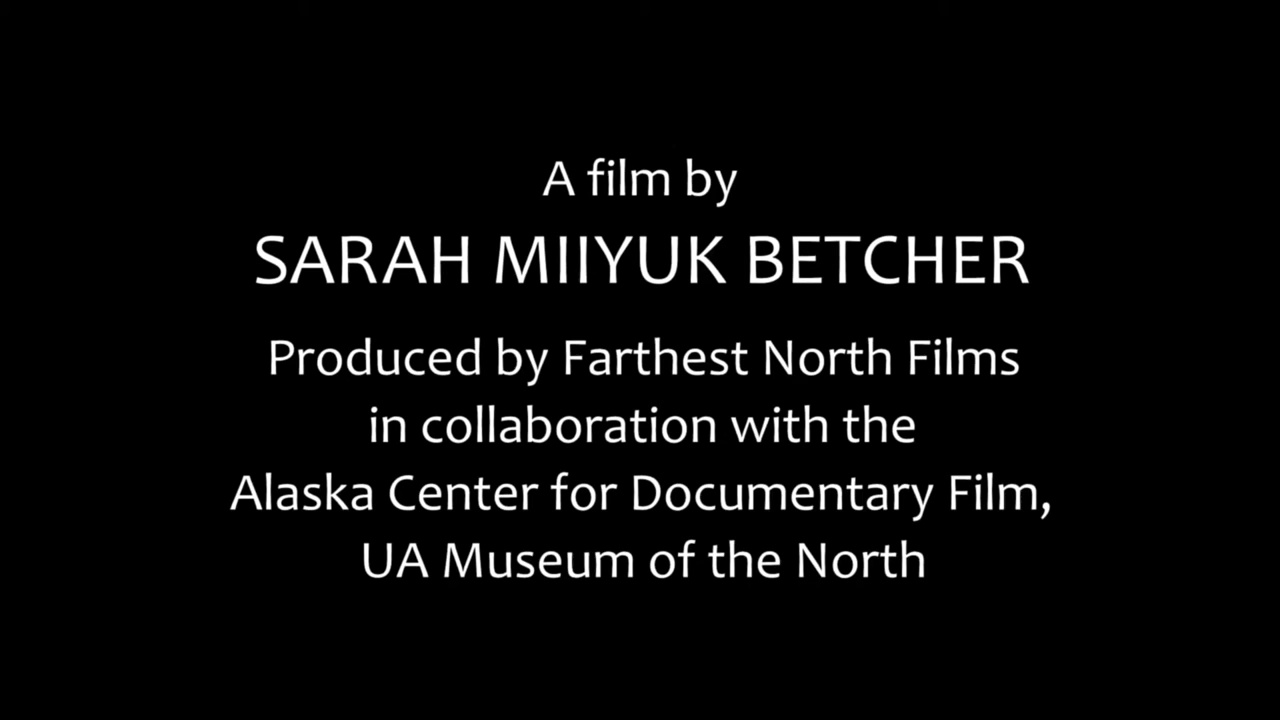 A film by
SARAH MIIYUK BETCHER
Produced by Farthest North Films
in collaboration with the
Alaska Center for Documentary Film,
UA Museum of the North